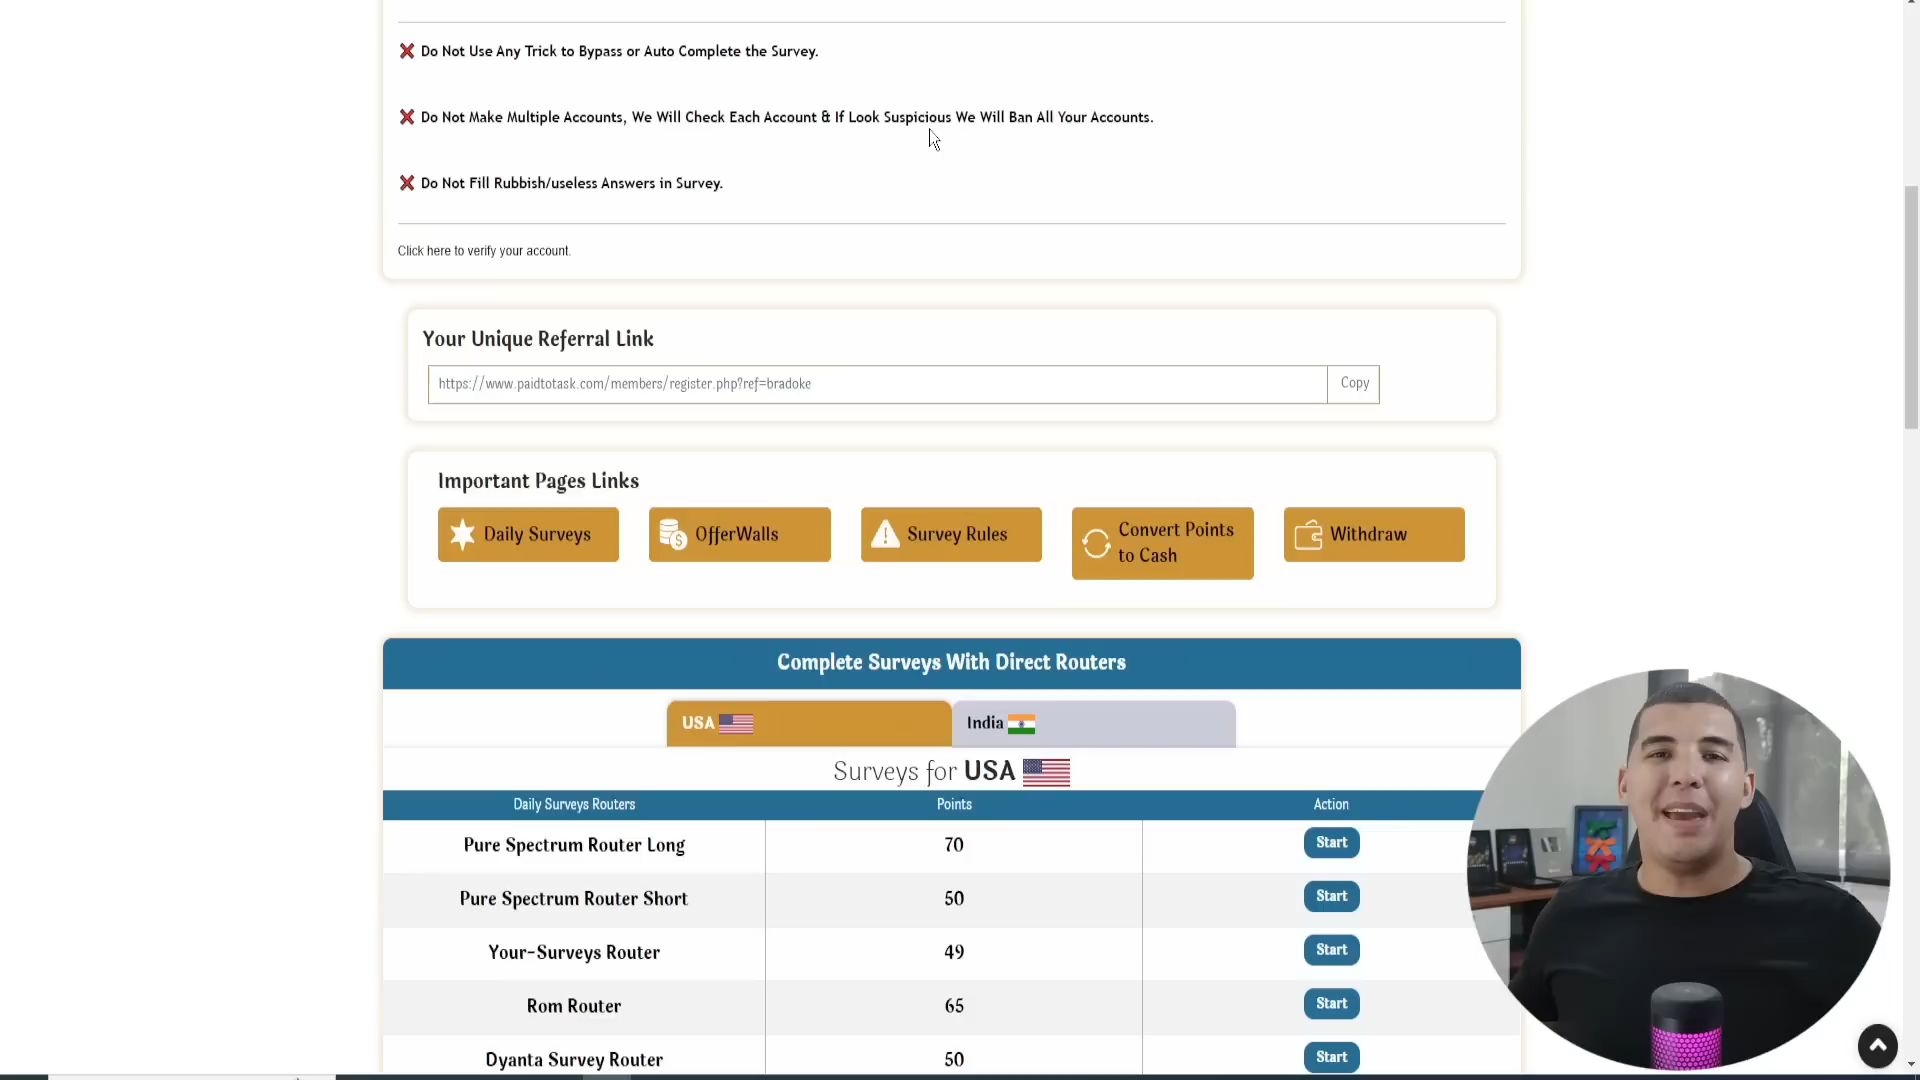 Do Not Use Any Trick to Bypass or Auto Complete the Survey.
Do Not Make Multiple Accounts, We Will Check Each Account & If Look Suspicious We Will Ban All Your Accounts.
Do Not Fill Rubbish/useless Answers in Survey.
Click here to verify your account.
Your Unique Referral Link
https://www.paidtotask.com/members/register.php?ref=bradoke
Copy
Important Pages Links
Daily Surveys
OfferWalls
Survey Rules
Convert Points
to Cash
Withdraw
Complete Surveys With Direct Routers
USA
India
Surveys for USA
Daily Surveys Routers Points Action
Pure Spectrum Router Long 70 Start
Pure Spectrum Router Short 50 Start
Your-Surveys Router 49 Start
Rom Router 65 Start
Dyanta Survey Router 50 Start